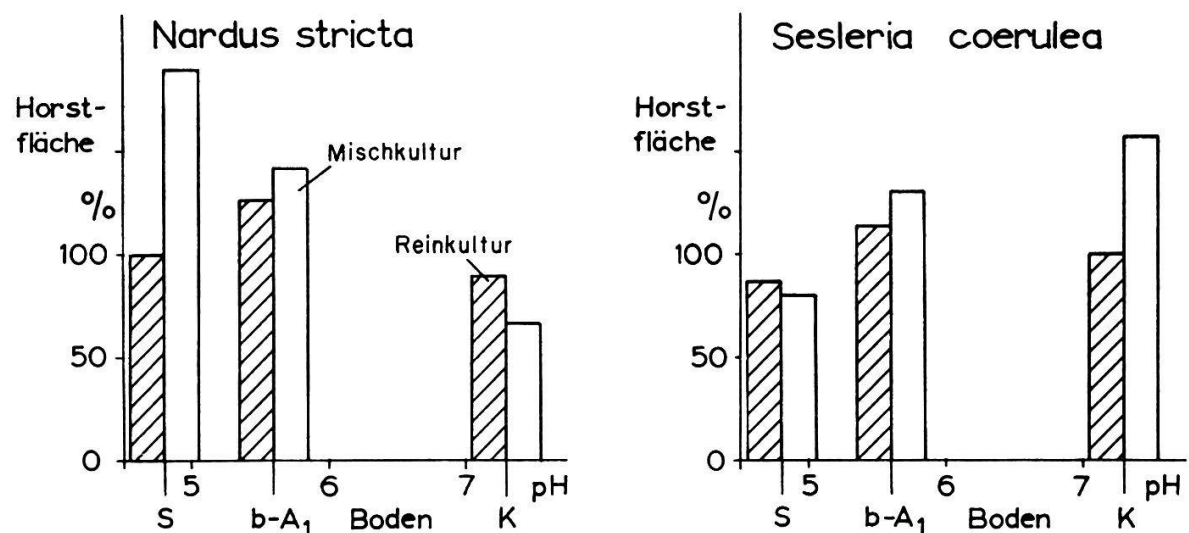 Nardus stricta
Horst-
fläche
%
100
50
0
Mischkultur
Reinkultur
5 6 7 pH
S b-A₁ Boden K
Sesleria coerulea
Horst-
fläche
%
100
50
0
5 6 7 pH
S b-A₁ Boden K